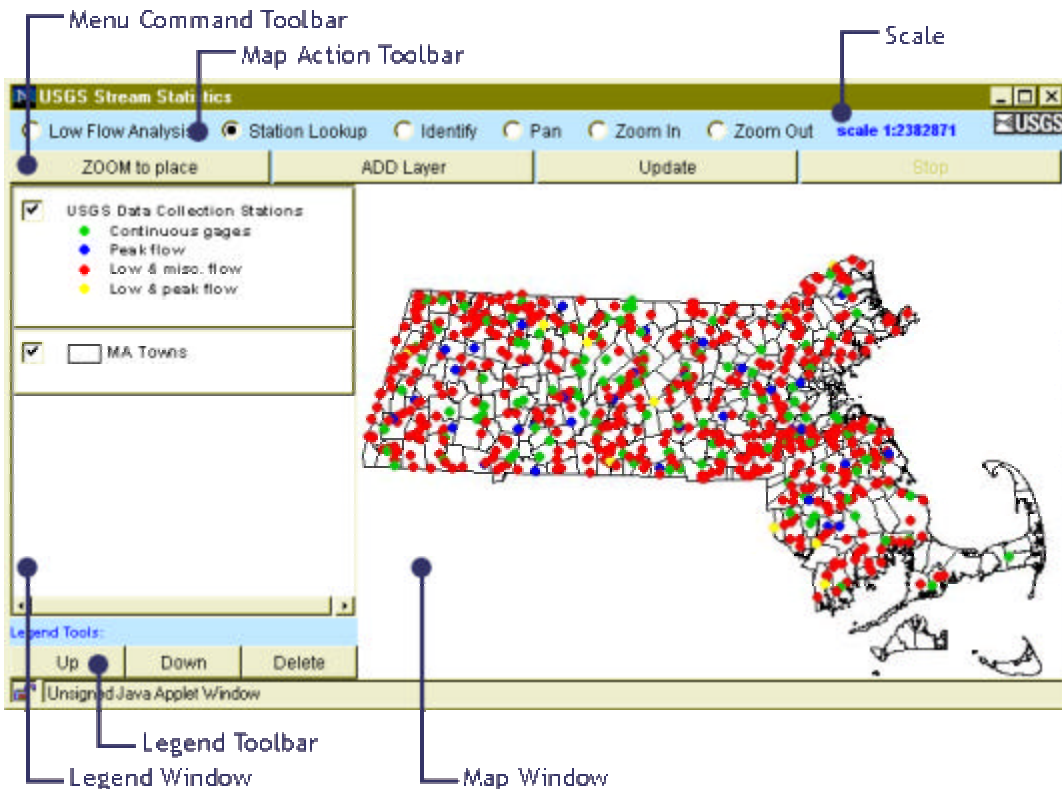 Menu Command Toolbar
Map Action Toolbar
Scale
USGS Stream Statistics
Low Flow Analysis Station Lookup Identify Pan Zoom In Zoom Out scale 1:2382871 USGS
ZOOM to place ADD Layer Update Stop
USGS Data Collection Stations
Continuous gages
Peak flow
Low & misc. flow
Low & peak flow
MA Towns
Legend Tools:
Up Down Delete
Unsigned Java Applet Window
Legend Toolbar
Legend Window
Map Window